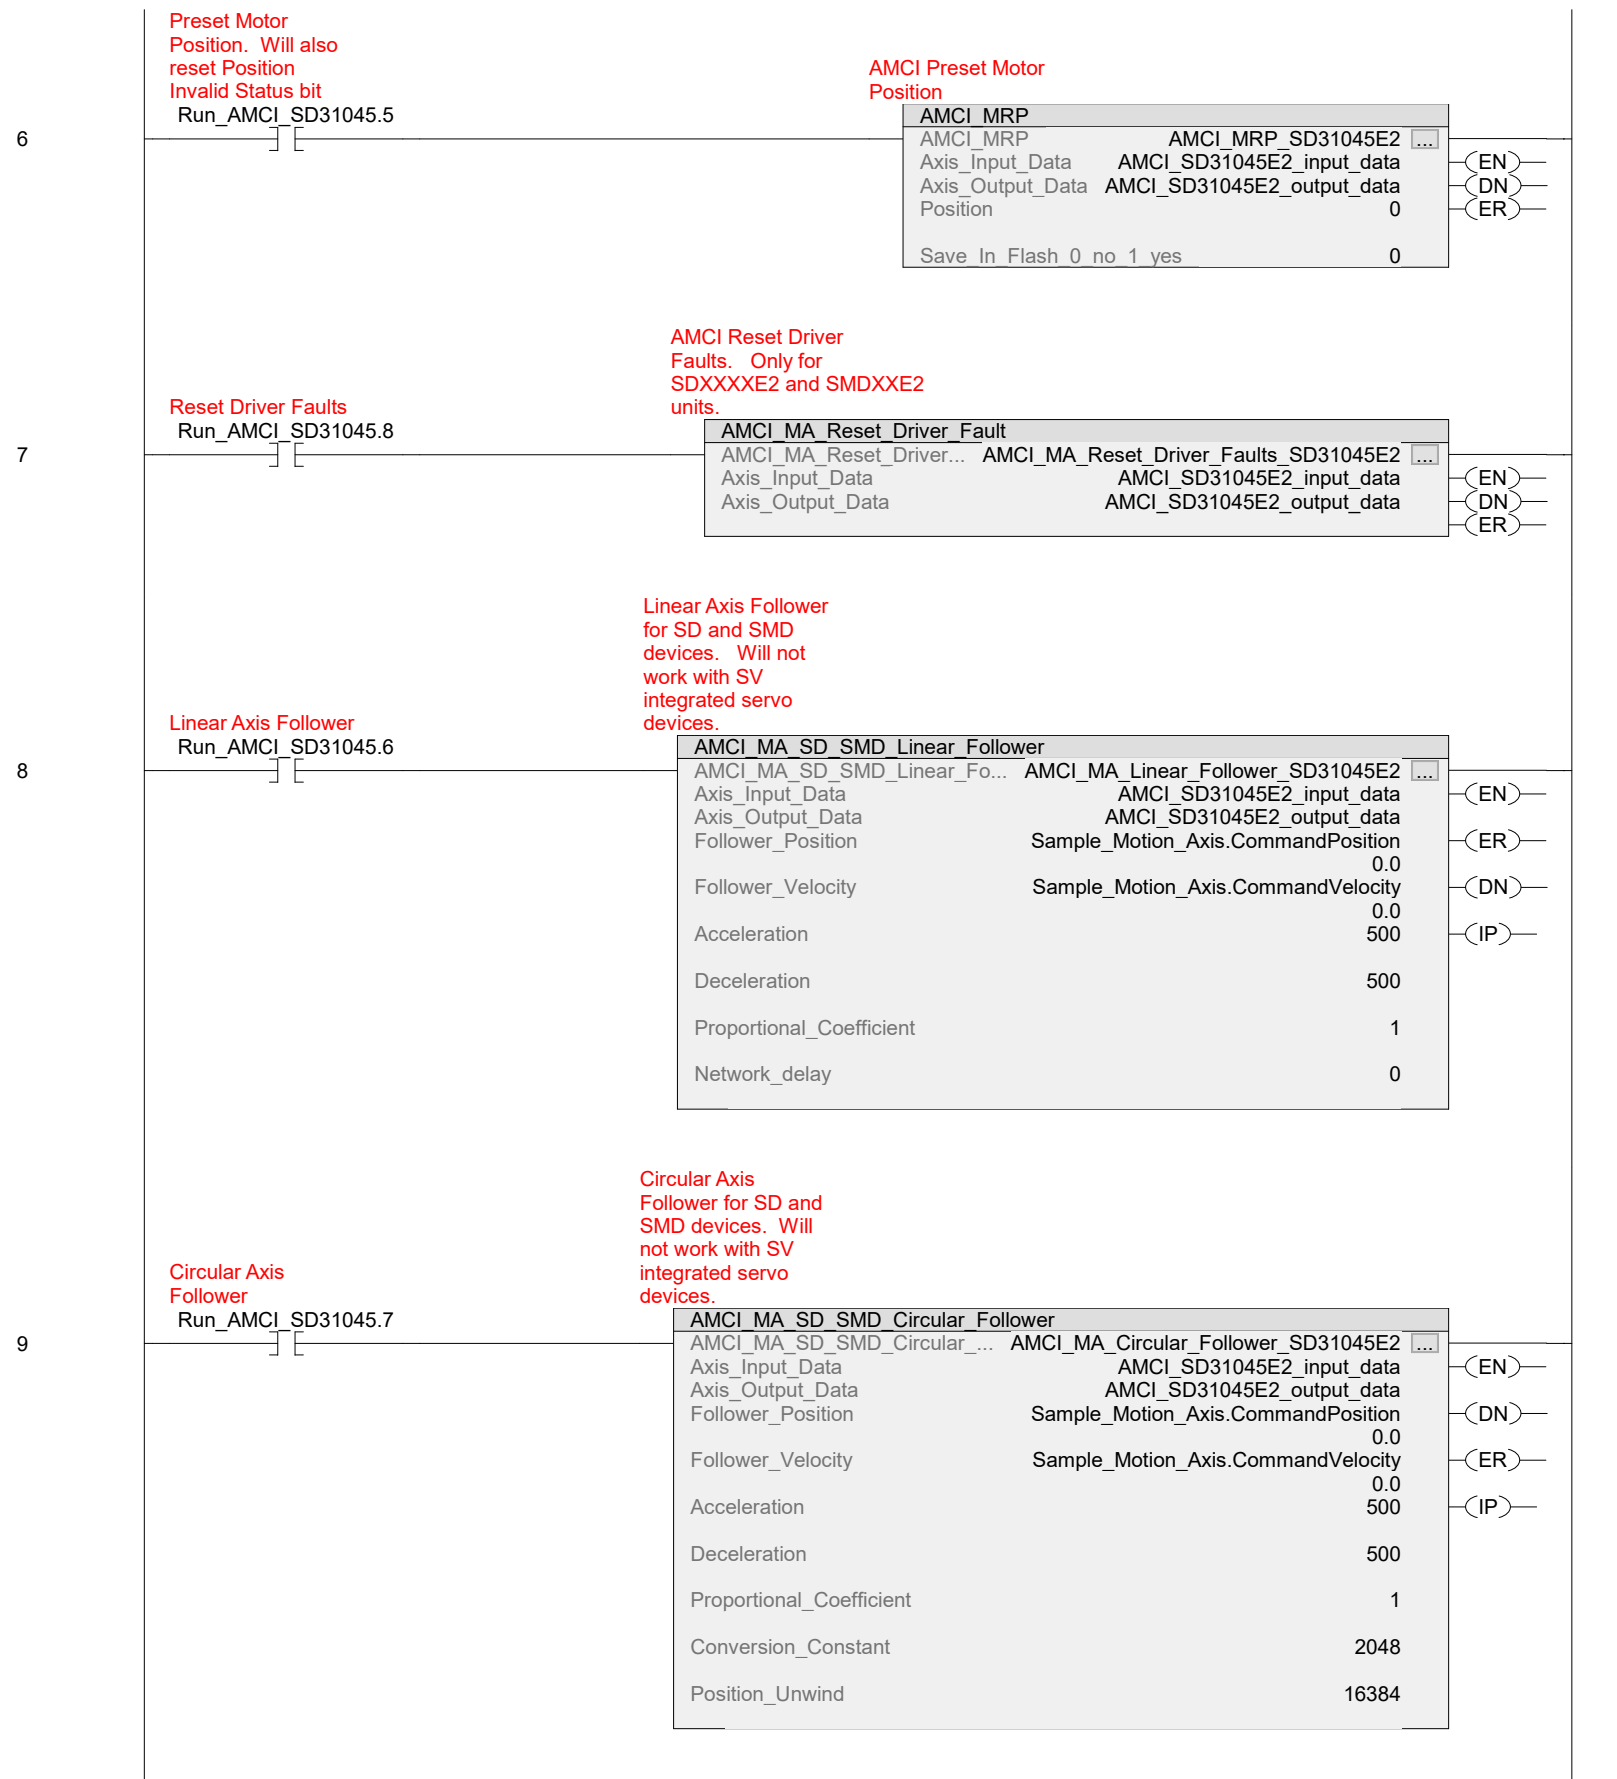 Preset Motor
Position.  Will also
reset Position
Invalid Status bit
Run_AMCI_SD31045.5
6
AMCI Preset Motor
Position
AMCI_MRP
AMCI_MRP AMCI_MRP_SD31045E2 ...
Axis_Input_Data AMCI_SD31045E2_input_data (EN)
Axis_Output_Data AMCI_SD31045E2_output_data (DN)
Position 0 (ER)
Save_In_Flash_0_no_1_yes 0
AMCI Reset Driver
Faults.   Only for
SDXXXXE2 and SMDXXE2
units.
Reset Driver Faults
Run_AMCI_SD31045.8
7
AMCI_MA_Reset_Driver_Fault
AMCI_MA_Reset_Driver... AMCI_MA_Reset_Driver_Faults_SD31045E2 ...
Axis_Input_Data AMCI_SD31045E2_input_data (EN)
Axis_Output_Data AMCI_SD31045E2_output_data (DN)
(ER)
Linear Axis Follower
for SD and SMD
devices.   Will not
work with SV
integrated servo
devices.
Linear Axis Follower
Run_AMCI_SD31045.6
8
AMCI_MA_SD_SMD_Linear_Follower
AMCI_MA_SD_SMD_Linear_Fo... AMCI_MA_Linear_Follower_SD31045E2 ...
Axis_Input_Data AMCI_SD31045E2_input_data (EN)
Axis_Output_Data AMCI_SD31045E2_output_data
Follower_Position Sample_Motion_Axis.CommandPosition (ER)
0.0
Follower_Velocity Sample_Motion_Axis.CommandVelocity (DN)
0.0
Acceleration 500 (IP)
Deceleration 500
Proportional_Coefficient 1
Network_delay 0
Circular Axis
Follower for SD and
SMD devices.  Will
not work with SV
integrated servo
devices.
Circular Axis
Follower
Run_AMCI_SD31045.7
9
AMCI_MA_SD_SMD_Circular_Follower
AMCI_MA_SD_SMD_Circular_... AMCI_MA_Circular_Follower_SD31045E2 ...
Axis_Input_Data AMCI_SD31045E2_input_data (EN)
Axis_Output_Data AMCI_SD31045E2_output_data
Follower_Position Sample_Motion_Axis.CommandPosition (DN)
0.0
Follower_Velocity Sample_Motion_Axis.CommandVelocity (ER)
0.0
Acceleration 500 (IP)
Deceleration 500
Proportional_Coefficient 1
Conversion_Constant 2048
Position_Unwind 16384